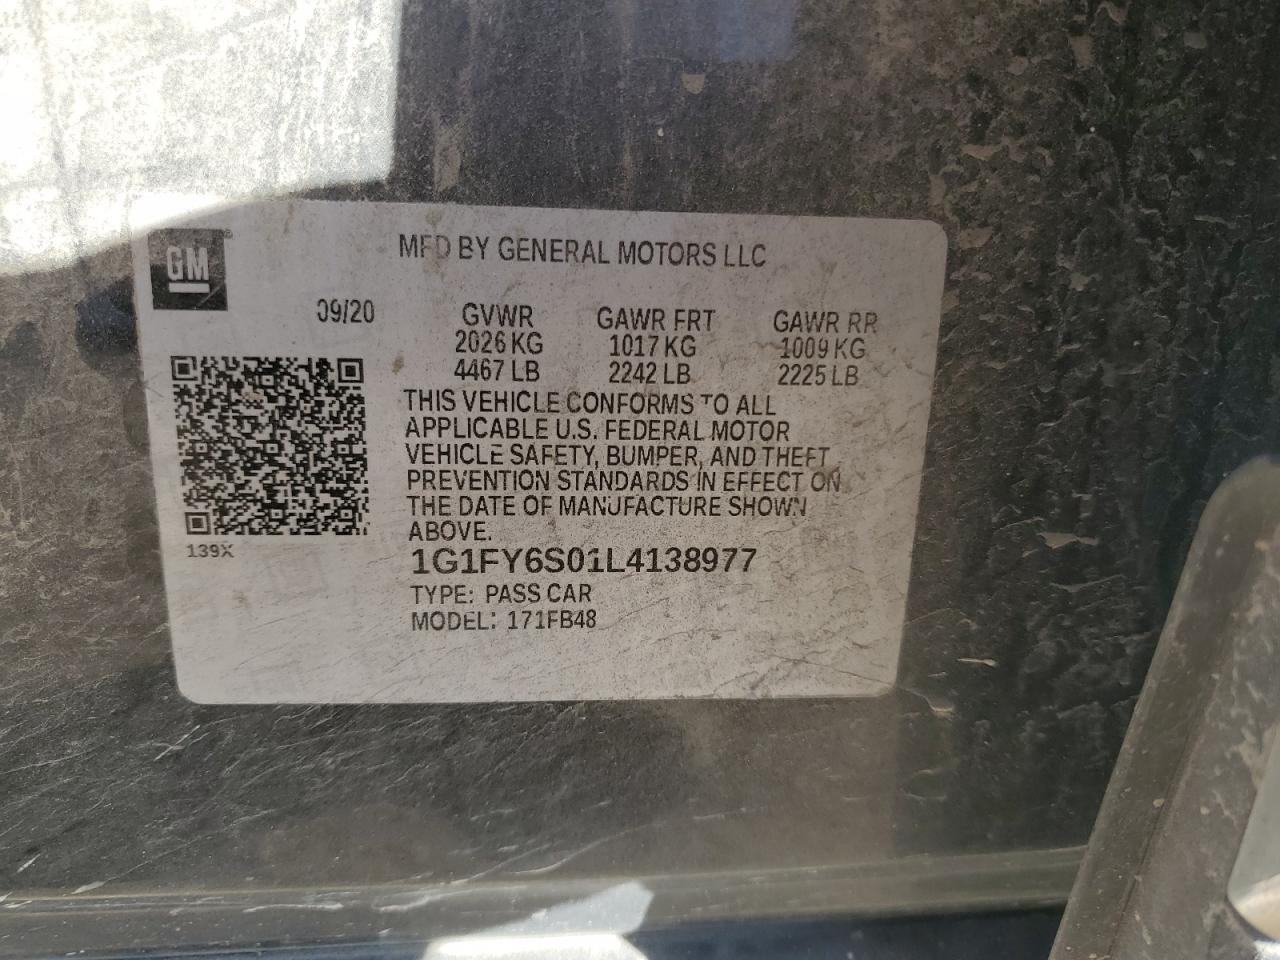 GM
MFD BY GENERAL MOTORS LLC
09/20
GVWR GAWR FRT GAWR RR
2026 KG 1017 KG 1009 KG
4467 LB 2242 LB 2225 LB
THIS VEHICLE CONFORMS TO ALL
APPLICABLE U.S. FEDERAL MOTOR
VEHICLE SAFETY, BUMPER, AND THEFT
PREVENTION STANDARDS IN EFFECT ON
THE DATE OF MANUFACTURE SHOWN
ABOVE.
139X
1G1FY6S01L4138977
TYPE: PASS CAR
MODEL: 171FB48